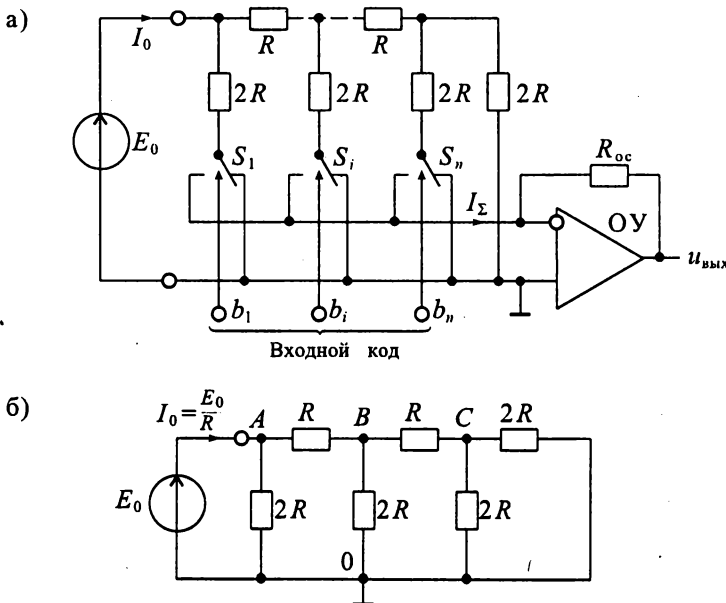 а)
I₀
R
R
2R
2R
2R
2R
E₀
S₁
Sᵢ
Sₙ
Rос
I_Σ
ОУ
uвых
b₁
bᵢ
bₙ
Входной код
б)
I₀ = E₀/R
A
R
B
R
C
2R
E₀
2R
2R
2R
0